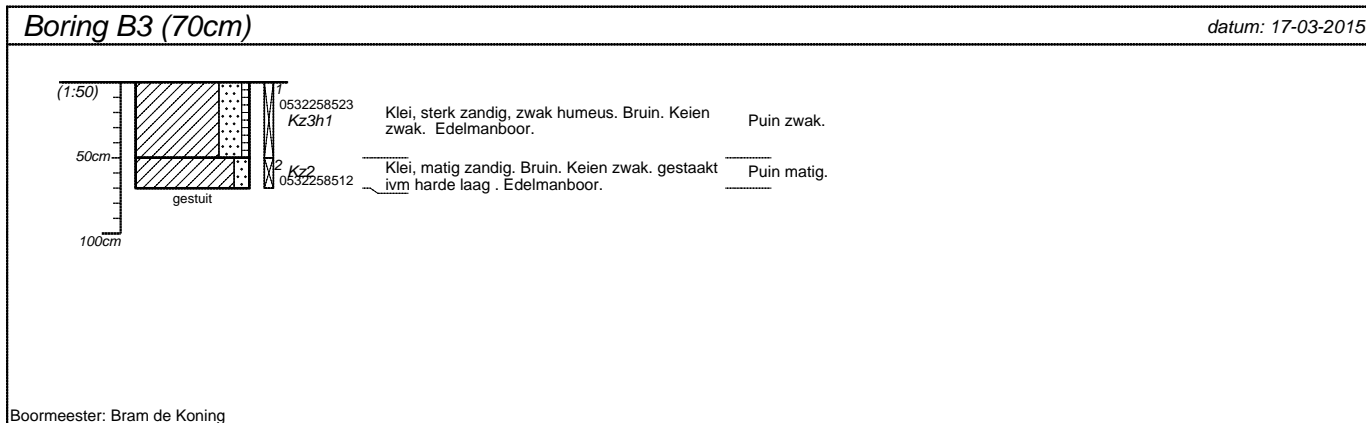 Boring B3 (70cm)
datum: 17-03-2015
(1:50)
1
0532258523
Kz3h1
Klei, sterk zandig, zwak humeus. Bruin. Keien
zwak. Edelmanboor.
Puin zwak.
50cm
2
Kz2
0532258512
Klei, matig zandig. Bruin. Keien zwak. gestaakt
ivm harde laag . Edelmanboor.
Puin matig.
gestuit
100cm
Boormeester: Bram de Koning